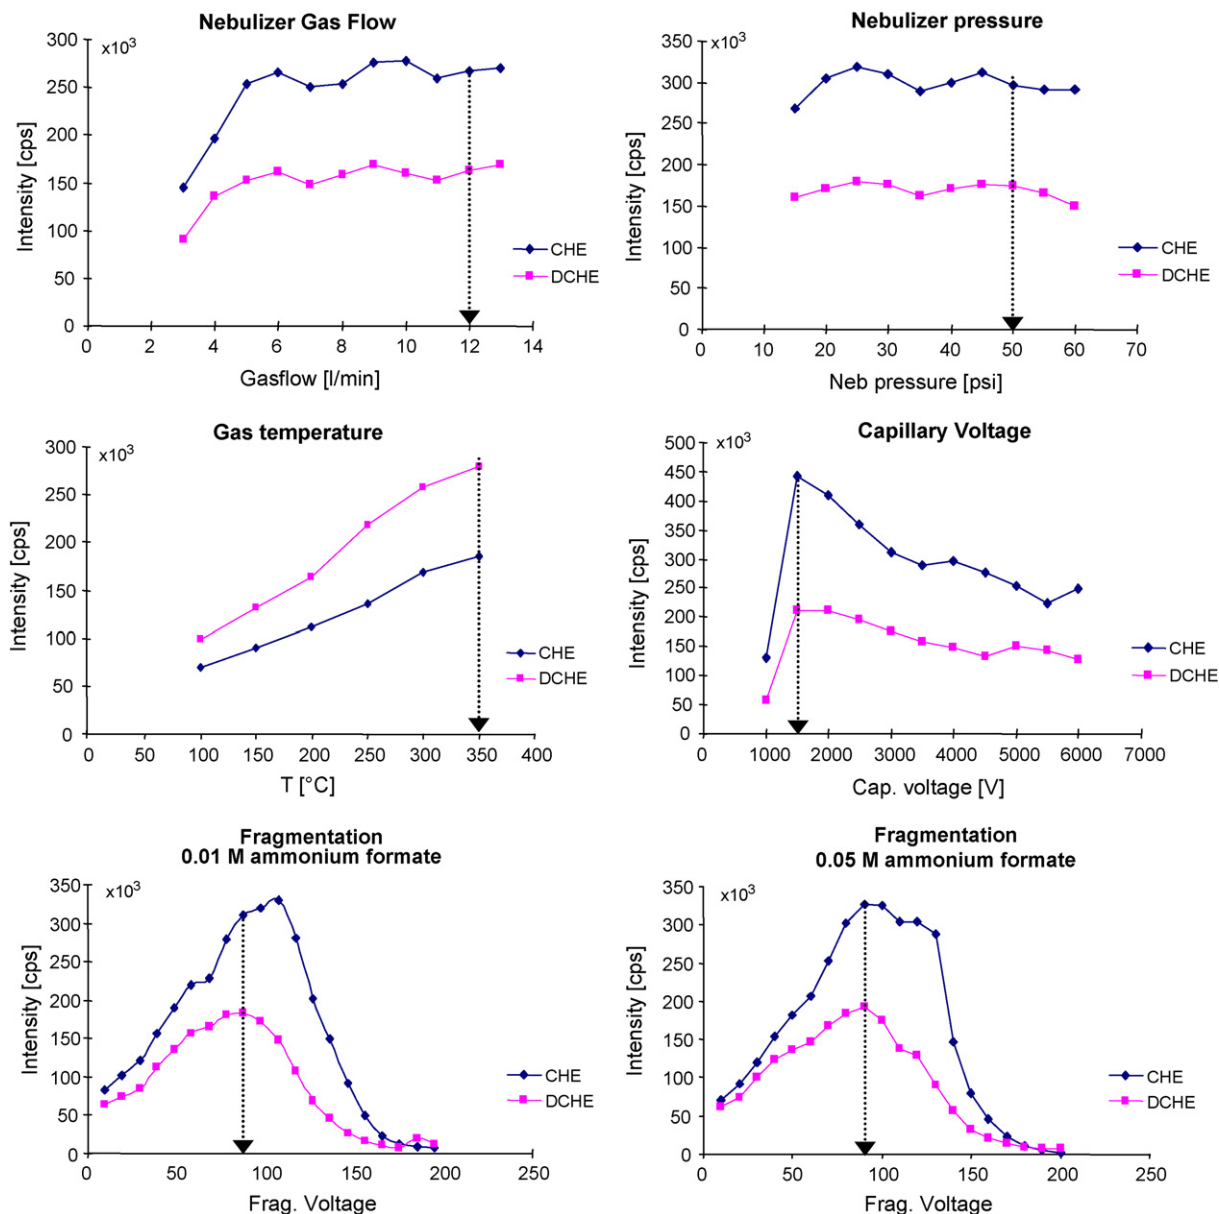 Nebulizer Gas Flow
x10³
300
250
200
150
100
50
0
Intensity [cps]
0 2 4 6 8 10 12 14
Gasflow [l/min]
CHE
DCHE
Nebulizer pressure
x10³
350
300
250
200
150
100
50
0
Intensity [cps]
0 10 20 30 40 50 60 70
Neb pressure [psi]
CHE
DCHE
Gas temperature
x10³
300
250
200
150
100
50
0
Intensity [cps]
0 50 100 150 200 250 300 350 400
T [°C]
CHE
DCHE
Capillary Voltage
x10³
500
450
400
350
300
250
200
150
100
50
0
Intensity [cps]
0 1000 2000 3000 4000 5000 6000 7000
Cap. voltage [V]
CHE
DCHE
Fragmentation
0.01 M ammonium formate
x10³
350
300
250
200
150
100
50
0
Intensity [cps]
0 50 100 150 200 250
Frag. Voltage
CHE
DCHE
Fragmentation
0.05 M ammonium formate
x10³
350
300
250
200
150
100
50
0
Intensity [cps]
0 50 100 150 200 250
Frag. Voltage
CHE
DCHE